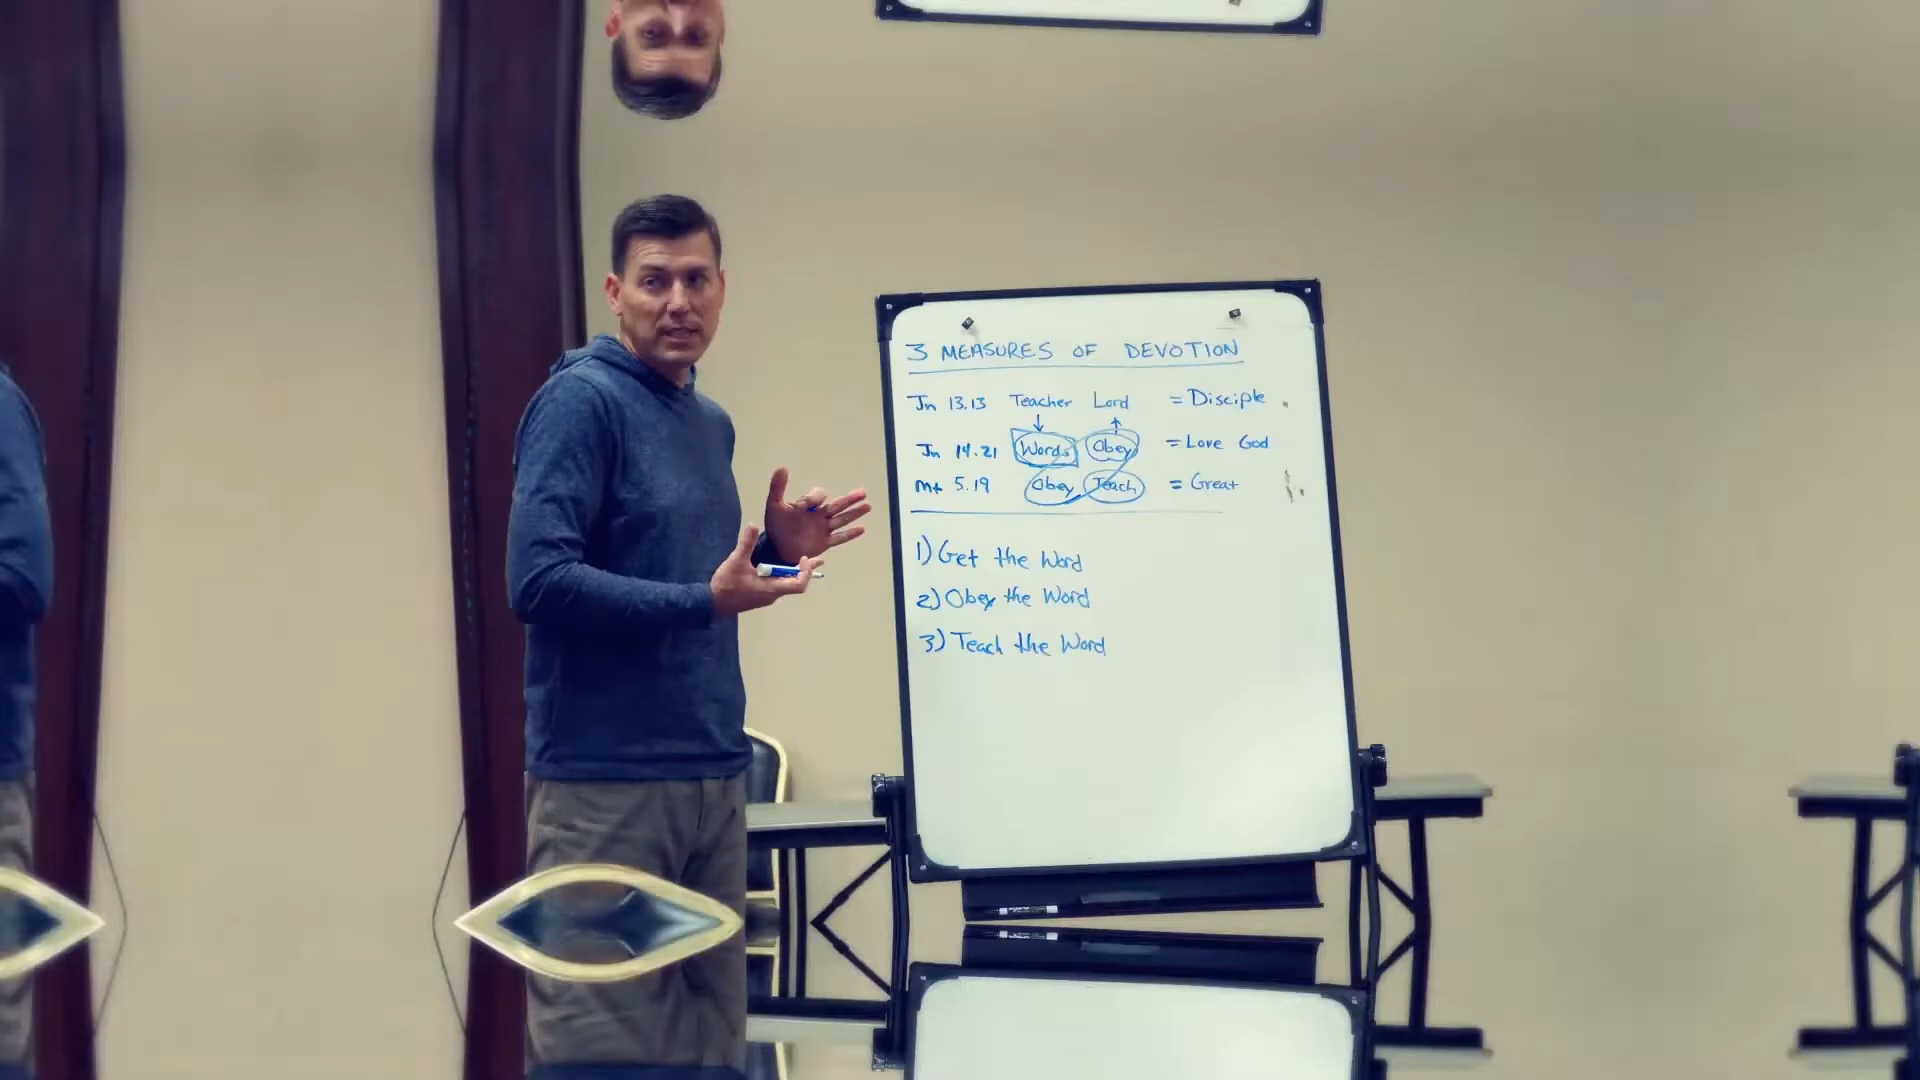 3 MEASURES OF DEVOTION
Jn 13.13 Teacher Lord = Disciple
Jn 14.21 Words Obey = Love God
Mt 5.19 Obey Teach = Great
1) Get the Word
2) Obey the Word
3) Teach the Word